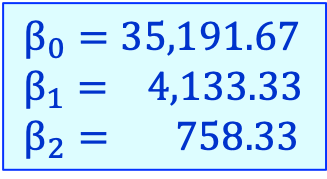 β₀ = 35,191.67
β₁ = 4,133.33
β₂ = 758.33